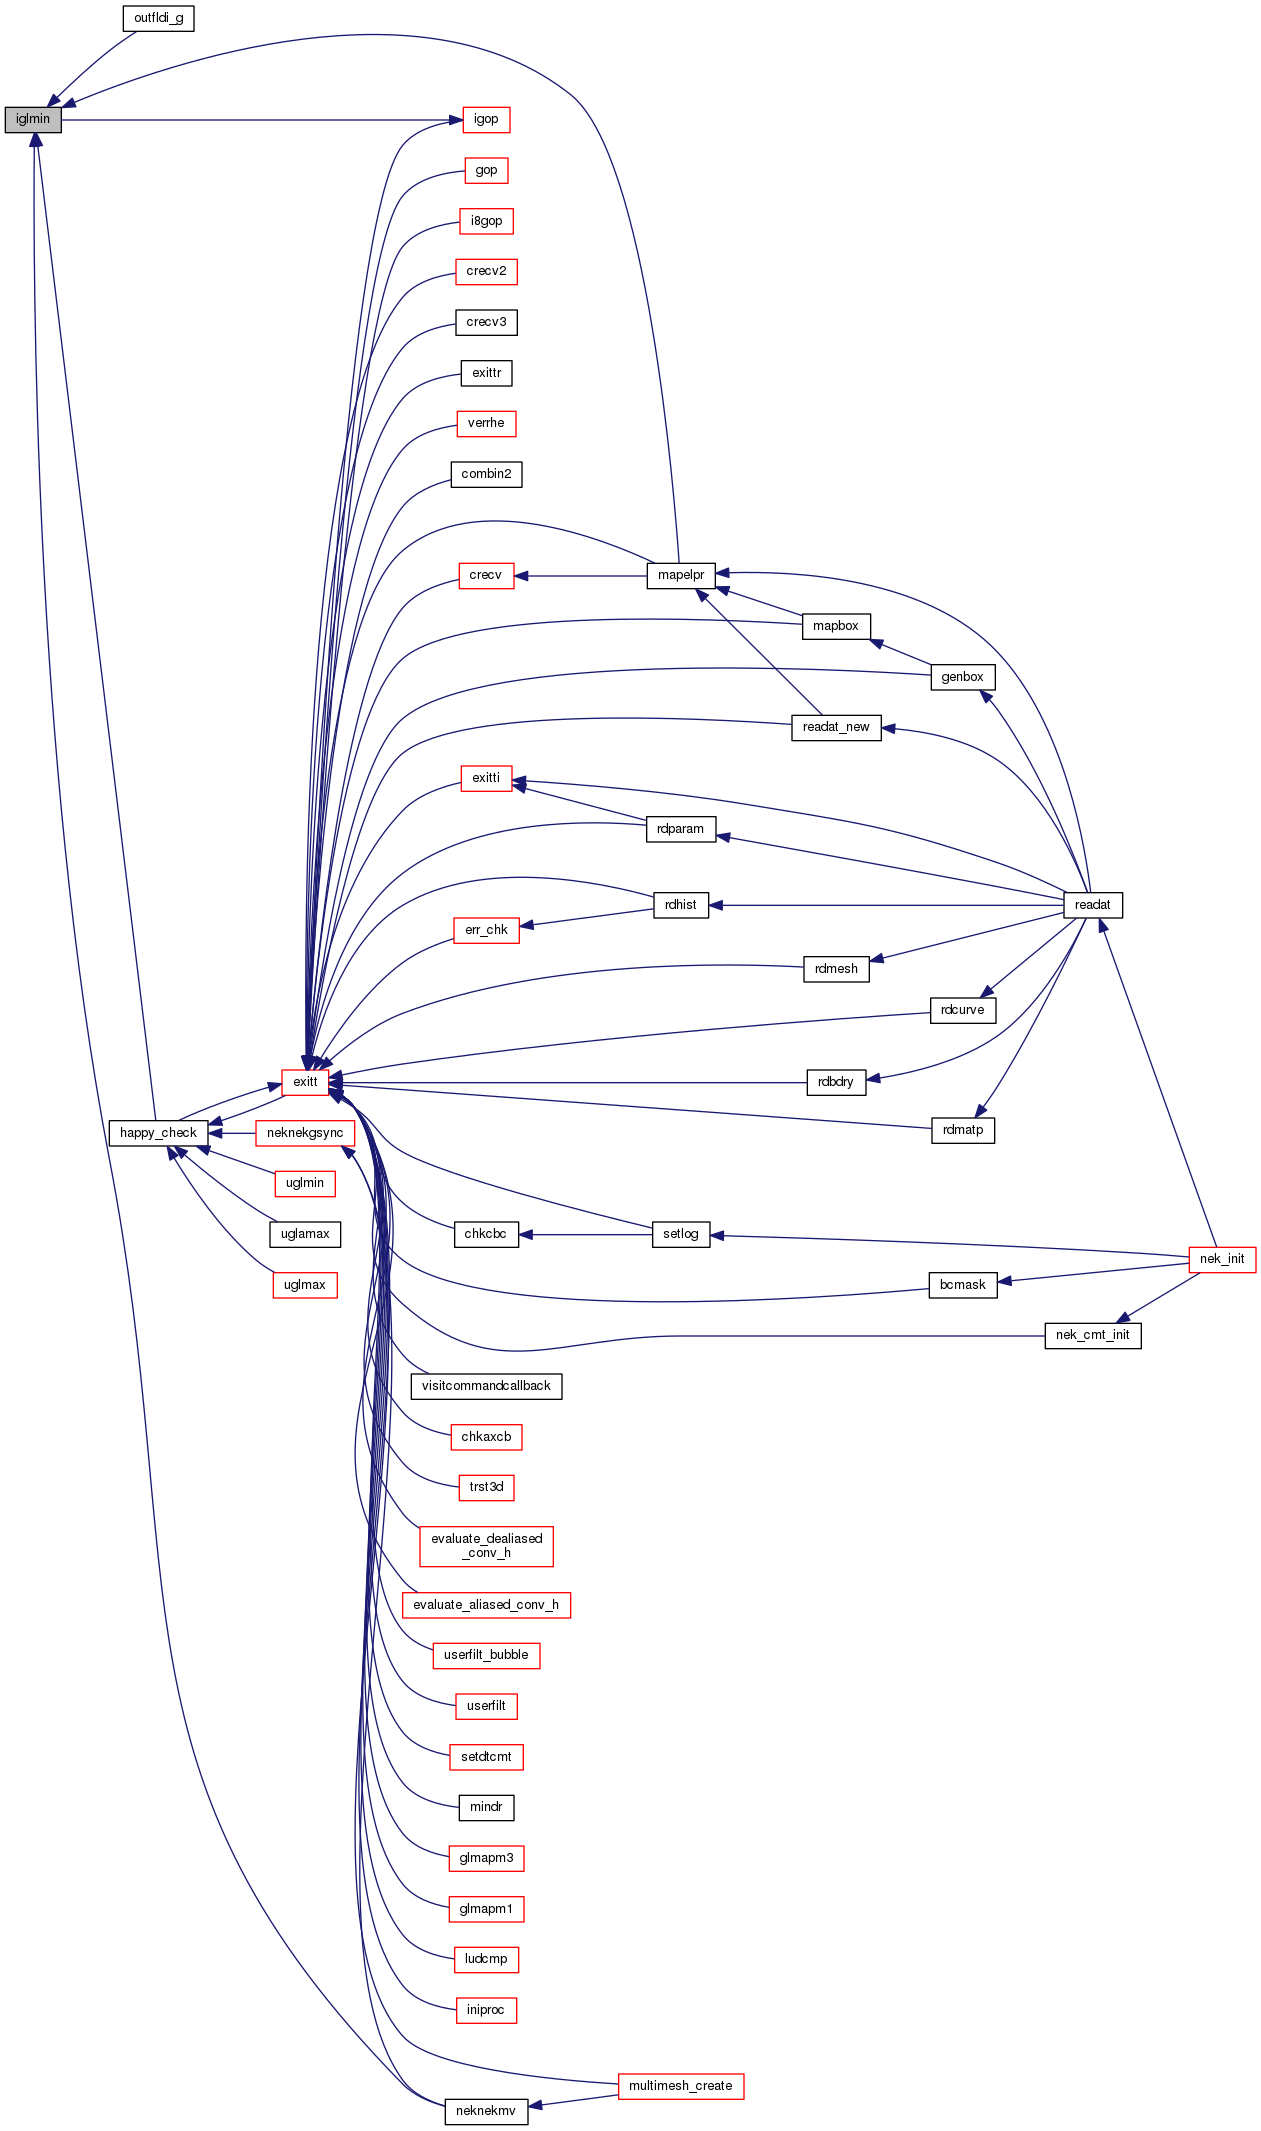 outfldi_g
iglmin
igop
gop
i8gop
crecv2
crecv3
exittr
verrhe
combin2
crecv
mapelpr
mapbox
genbox
readat_new
exitti
rdparam
readat
rdhist
err_chk
rdmesh
rdcurve
exitt
rdbdry
happy_check
neknekgsync
rdmatp
uglmin
uglamax
chkcbc
setlog
nek_init
uglmax
bcmask
nek_cmt_init
visitcommandcallback
chkaxcb
trst3d
evaluate_dealiased
_conv_h
evaluate_aliased_conv_h
userfilt_bubble
userfilt
setdtcmt
mindr
glmapm3
glmapm1
ludcmp
iniproc
multimesh_create
neknekmv